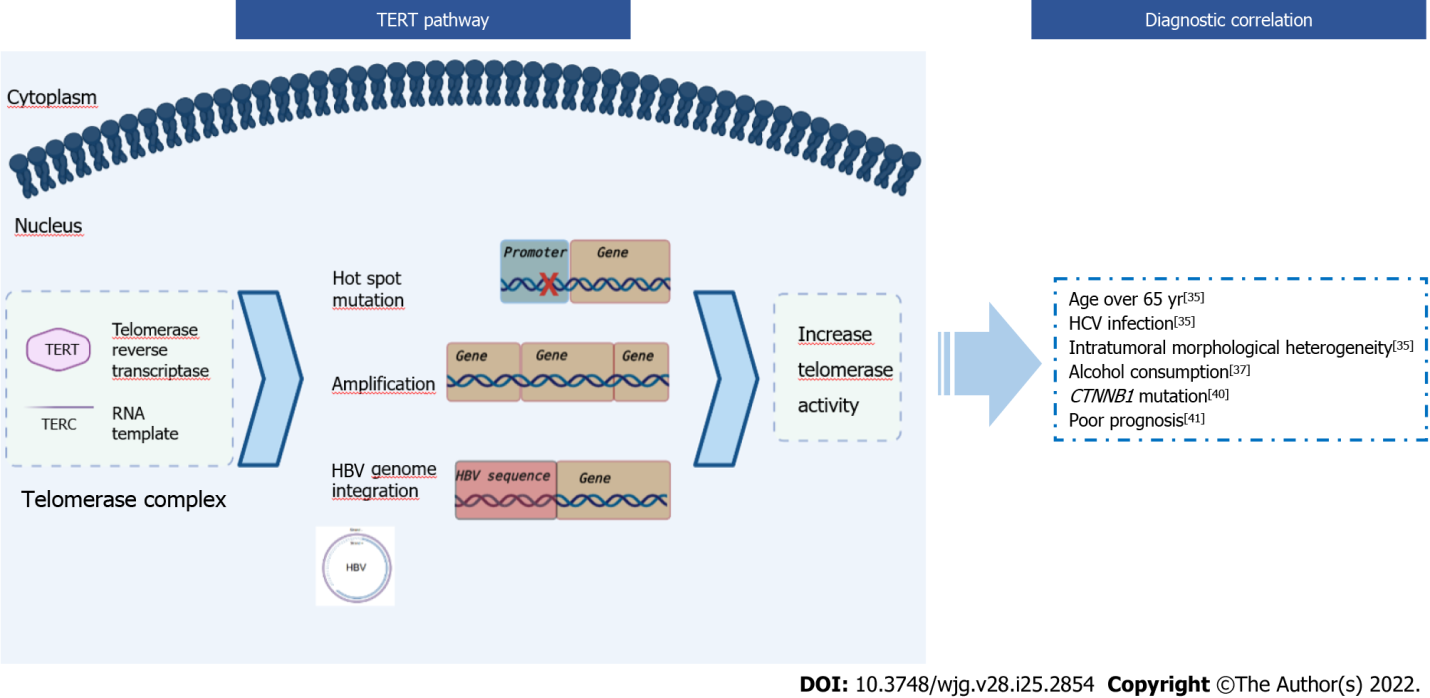 TERT pathway
Diagnostic correlation
Cytoplasm
Nucleus
TERT
Telomerase
reverse
transcriptase
TERC
RNA
template
Telomerase complex
Hot spot
mutation
Promoter
Gene
Amplification
Gene
Gene
Gene
HBV genome
integration
HBV sequence
Gene
HBV
Increase
telomerase
activity
Age over 65 yr[35]
HCV infection[35]
Intratumoral morphological heterogeneity[35]
Alcohol consumption[37]
CTNNB1 mutation[40]
Poor prognosis[41]
DOI: 10.3748/wjg.v28.i25.2854 Copyright ©The Author(s) 2022.